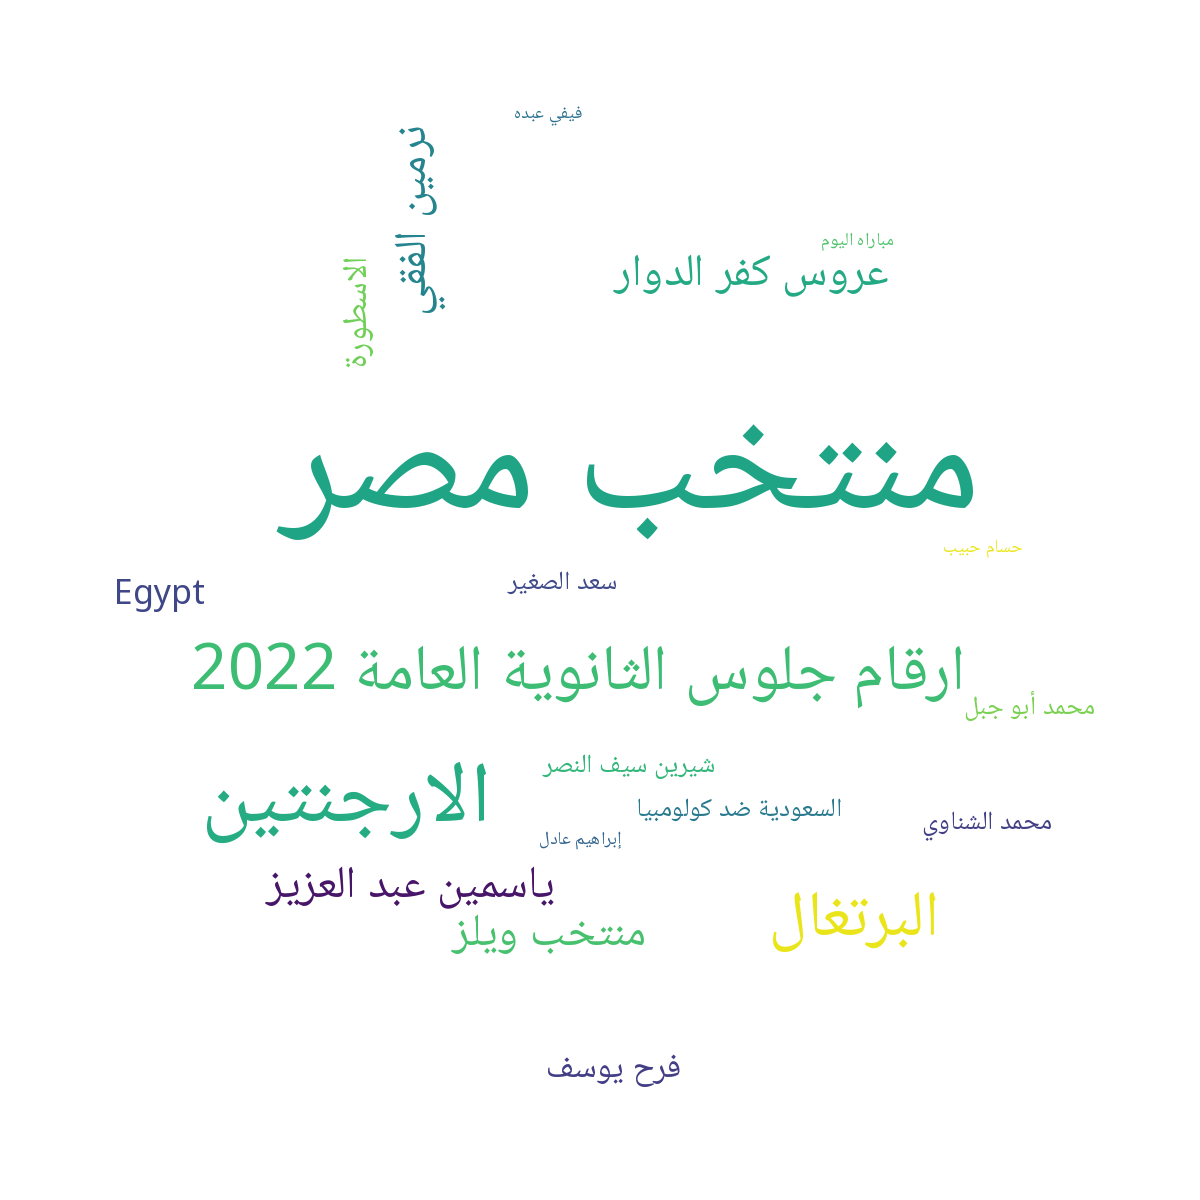 فيفي عبده
نرمين الفقي
مباراه اليوم
عروس كفر الدوار
الاسطورة
منتخب مصر
حسام حبيب
سعد الصغير
Egypt
ارقام جلوس الثانوية العامة 2022
محمد أبو جبل
شيرين سيف النصر
الارجنتين
السعودية ضد كولومبيا
محمد الشناوي
إبراهيم عادل
ياسمين عبد العزيز
البرتغال
منتخب ويلز
فرح يوسف